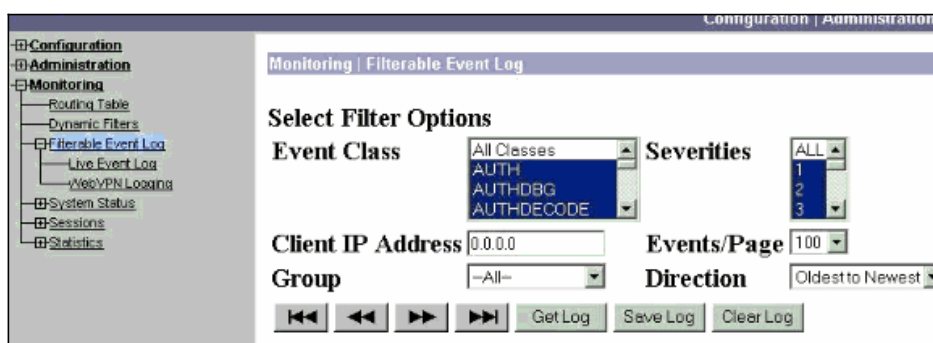 Configuration | Administration
Configuration
Administration
Monitoring
Routing Table
Dynamic Filters
Filterable Event Log
Live Event Log
WebVPN Logging
System Status
Sessions
Statistics
Monitoring | Filterable Event Log
Select Filter Options
Event Class
All Classes
AUTH
AUTHDBG
AUTHDECODE
Severities
ALL
1
2
3
Client IP Address 0.0.0.0
Events/Page 100
Group --All--
Direction Oldest to Newest
Get Log Save Log Clear Log